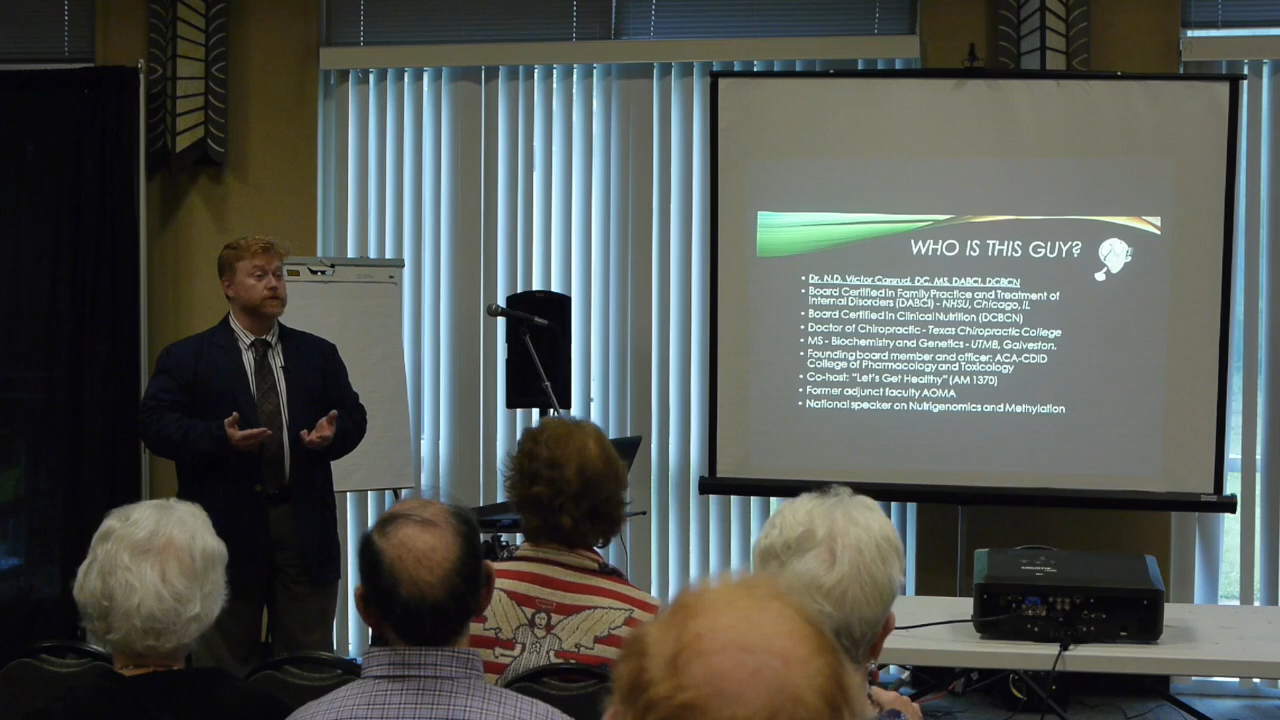 WHO IS THIS GUY?
• Dr. N.D. Victor Carsrud, DC, MS, DABCI, DCBCN
• Board Certified in Family Practice and Treatment of
Internal Disorders (DABCI) - NHSU, Chicago, IL
• Board Certified in Clinical Nutrition (DCBCN)
• Doctor of Chiropractic - Texas Chiropractic College
• MS - Biochemistry and Genetics - UTMB, Galveston.
• Founding board member and officer: ACA-CDID
College of Pharmacology and Toxicology
• Co-host: "Let's Get Healthy" (AM 1370)
• Former adjunct faculty AOMA
• National speaker on Nutrigenomics and Methylation